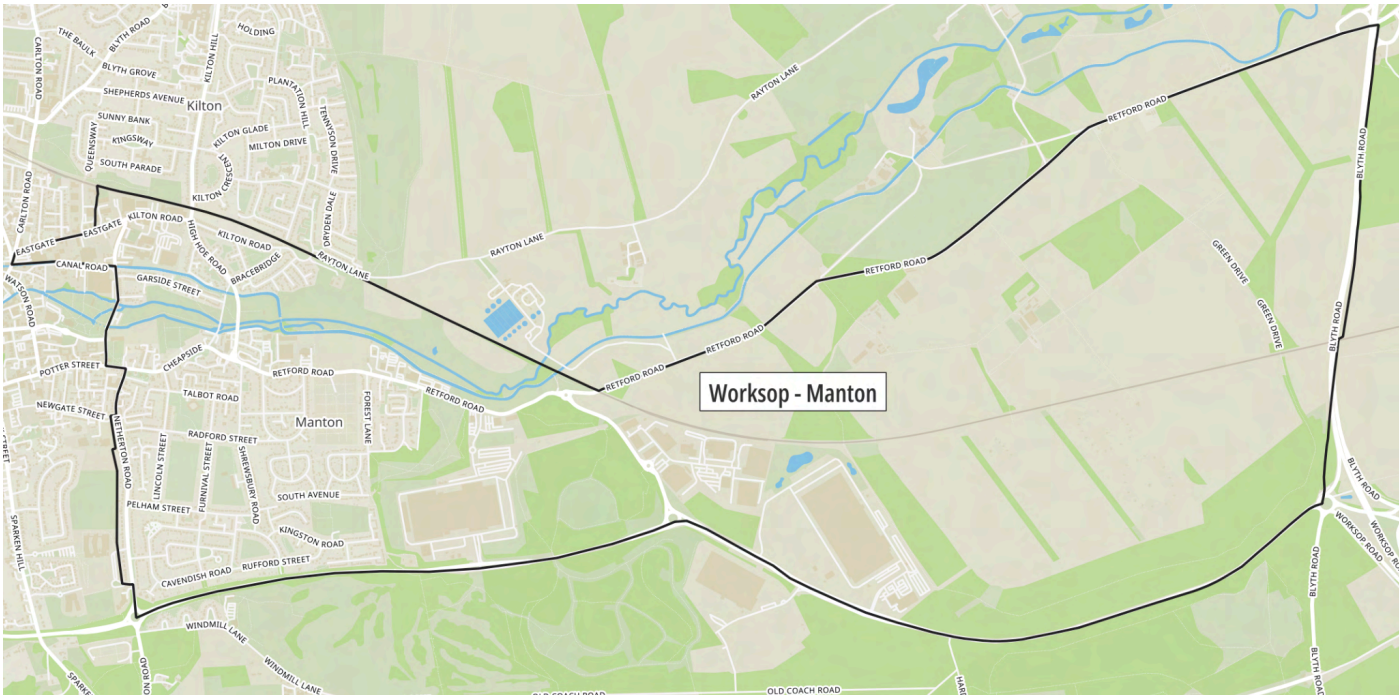 HOLDING
THE BAULK
BLYTH ROAD
CARLTON ROAD
KILTON HILL
BLYTH GROVE
PLANTATION HILL
RAYTON LANE
SHEPHERDS AVENUE
Kilton
TENNYSON DRIVE
RETFORD ROAD
SUNNY BANK
KILTON GLADE
KINGSWAY
MILTON DRIVE
QUEENSWAY
SOUTH PARADE
KILTON CRESCENT
BLYTH ROAD
CARLTON ROAD
KILTON
DRYDEN DALE
EASTGATE
EASTGATE
KILTON ROAD
HIGH HOE ROAD
KILTON ROAD
RAYTON LANE
RAYTON LANE
GREEN DRIVE
CANAL ROAD
BRACEBRIDGE
RETFORD ROAD
WATSON ROAD
GARSIDE STREET
GREEN DRIVE
BLYTH ROAD
RETFORD ROAD
CHEAPSIDE
POTTER STREET
RETFORD ROAD
RETFORD ROAD
RETFORD ROAD
Worksop - Manton
TALBOT ROAD
FOREST LANE
NEWGATE STREET
NETHERTON ROAD
Manton
RADFORD STREET
LINCOLN STREET
FURNIVAL STREET
SHREWSBURY ROAD
BLYTH ROAD
SOUTH AVENUE
PELHAM STREET
WORKSOP ROAD
SPARKEN HILL
KINGSTON ROAD
RUFFORD STREET
CAVENDISH ROAD
BLYTH ROAD
WINDMILL LANE
WINDMILL LANE
BLYTH ROAD
OLD COACH ROAD
OLD COACH ROAD